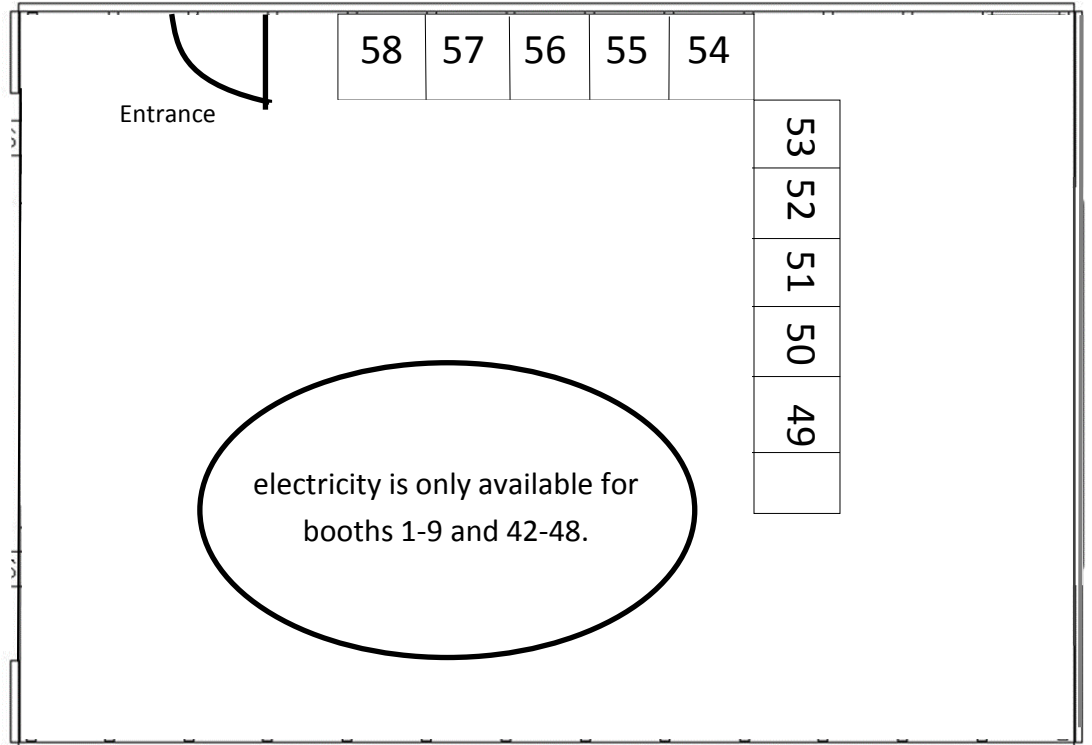 58 57 56 55 54
Entrance
53
52
51
50
49
electricity is only available for
booths 1-9 and 42-48.